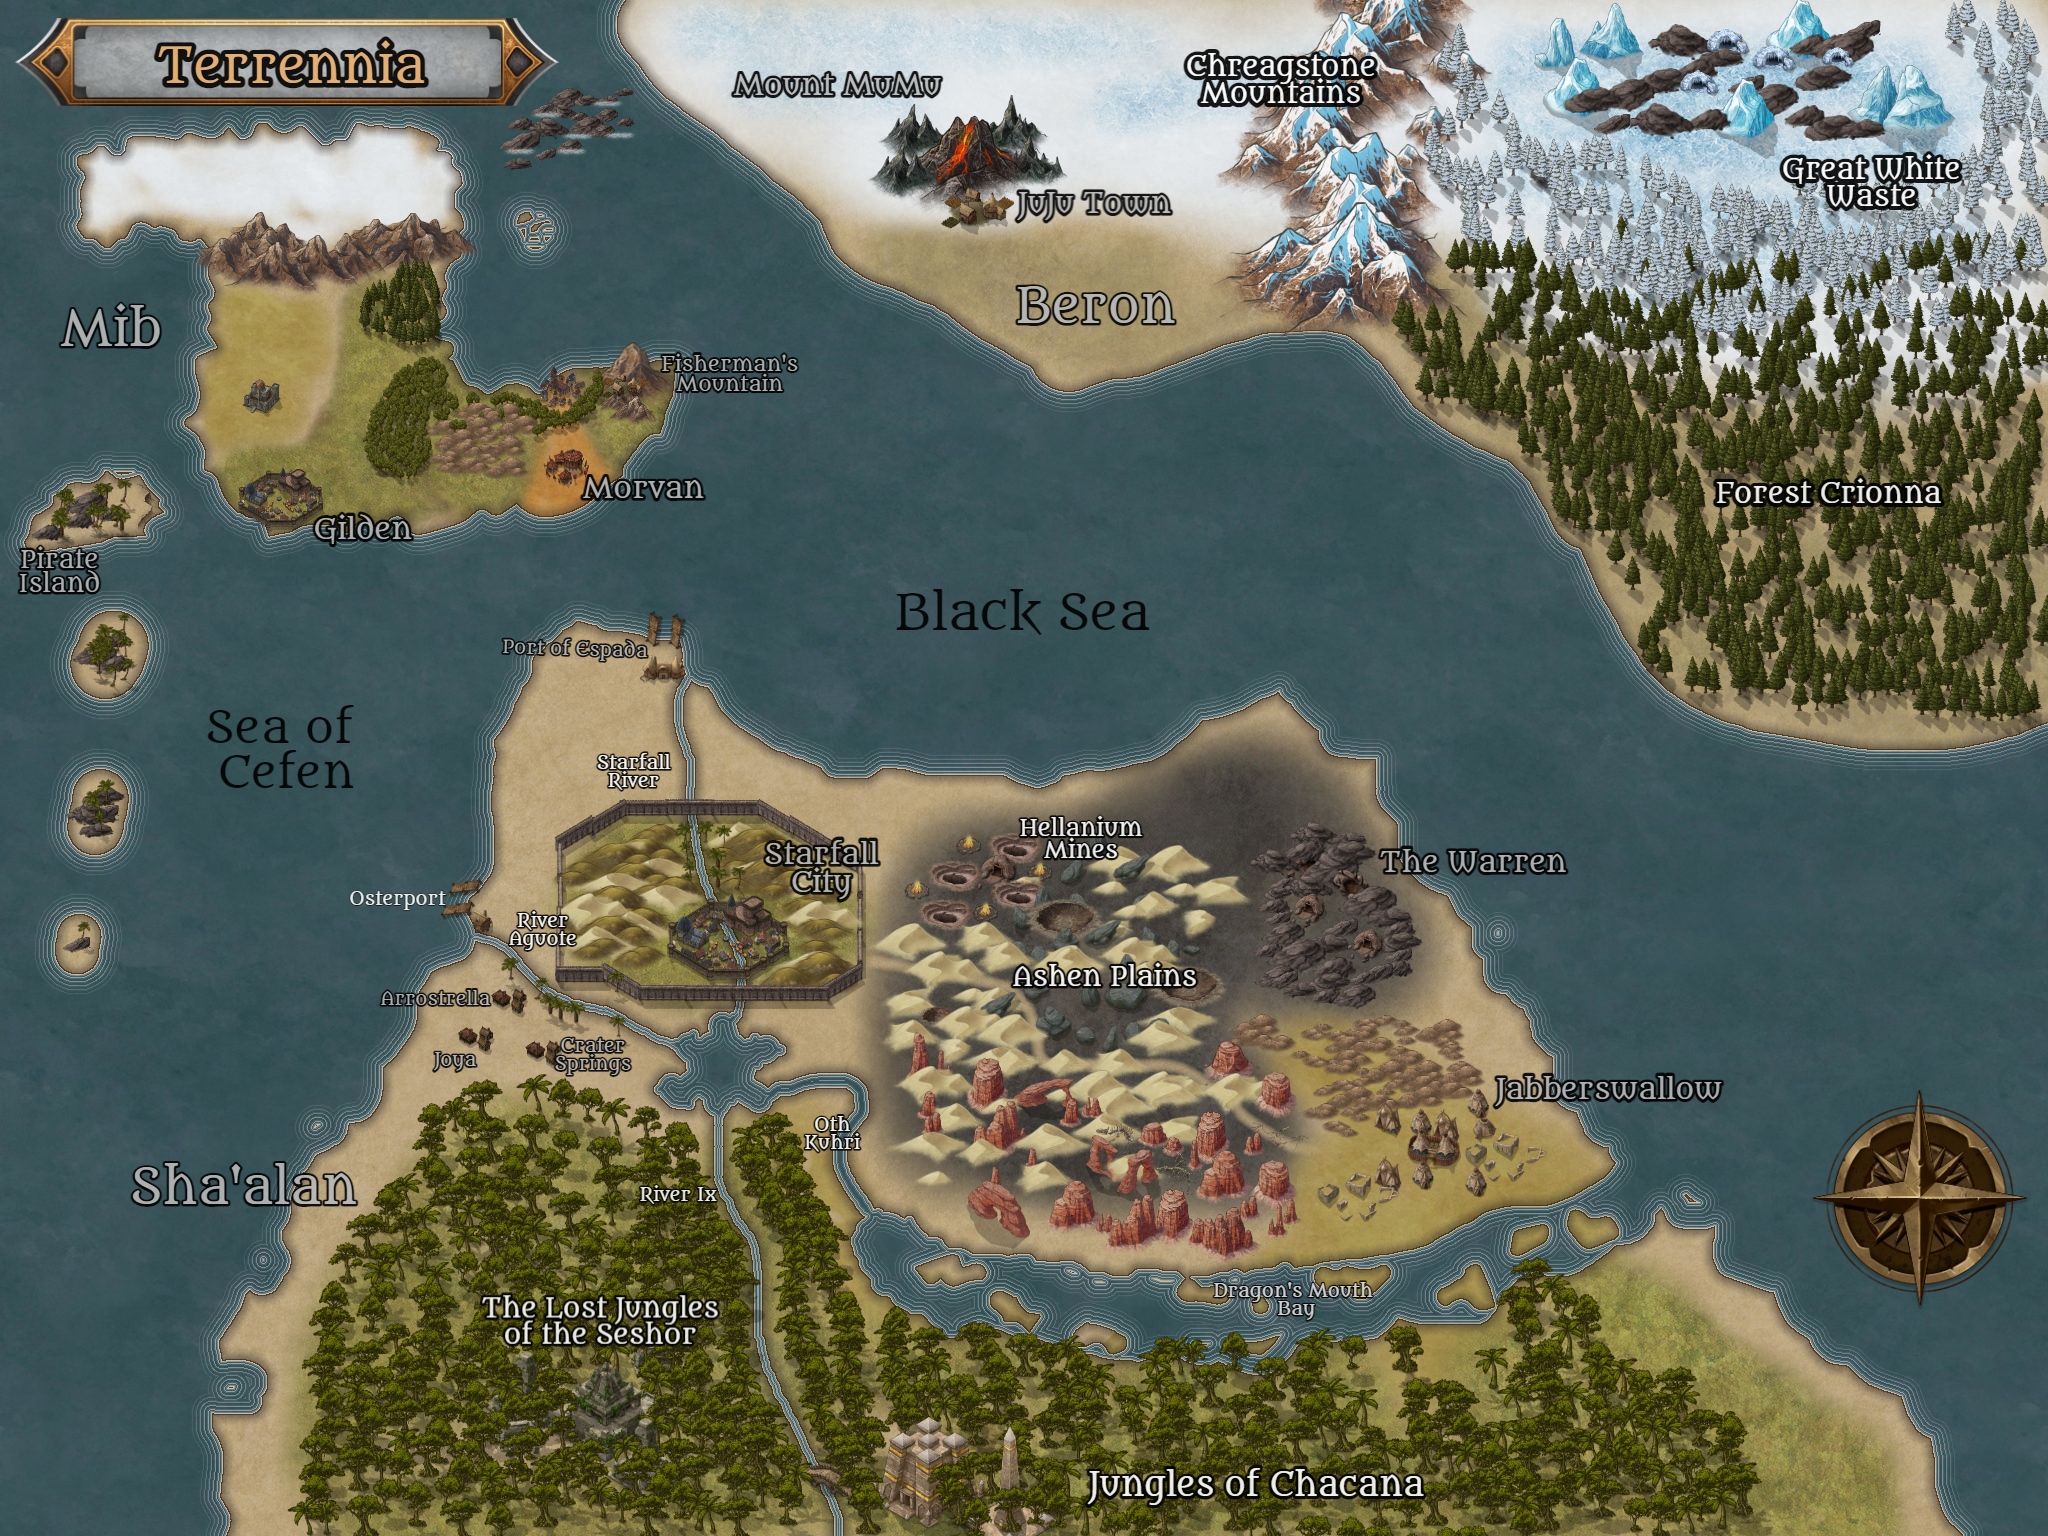 Terrennia
Mount MuMu
Chreagstone
Mountains
Great White
Waste
JuJu Town
Beron
Mib
Fisherman's
Mountain
Morvan
Gilden
Forest Crionna
Pirate
Island
Black Sea
Port of Espada
Sea of
Cefen
Starfall
River
Starfall
City
Hellanium
Mines
The Warren
Osterport
River
Aguote
Ashen Plains
Arrostrella
Joya
Crater
Springs
Jabberswallow
Oth
Kuhri
Sha'alan
River Ix
Dragon's Mouth
Bay
The Lost Jungles
of the Seshor
Jungles of Chacana